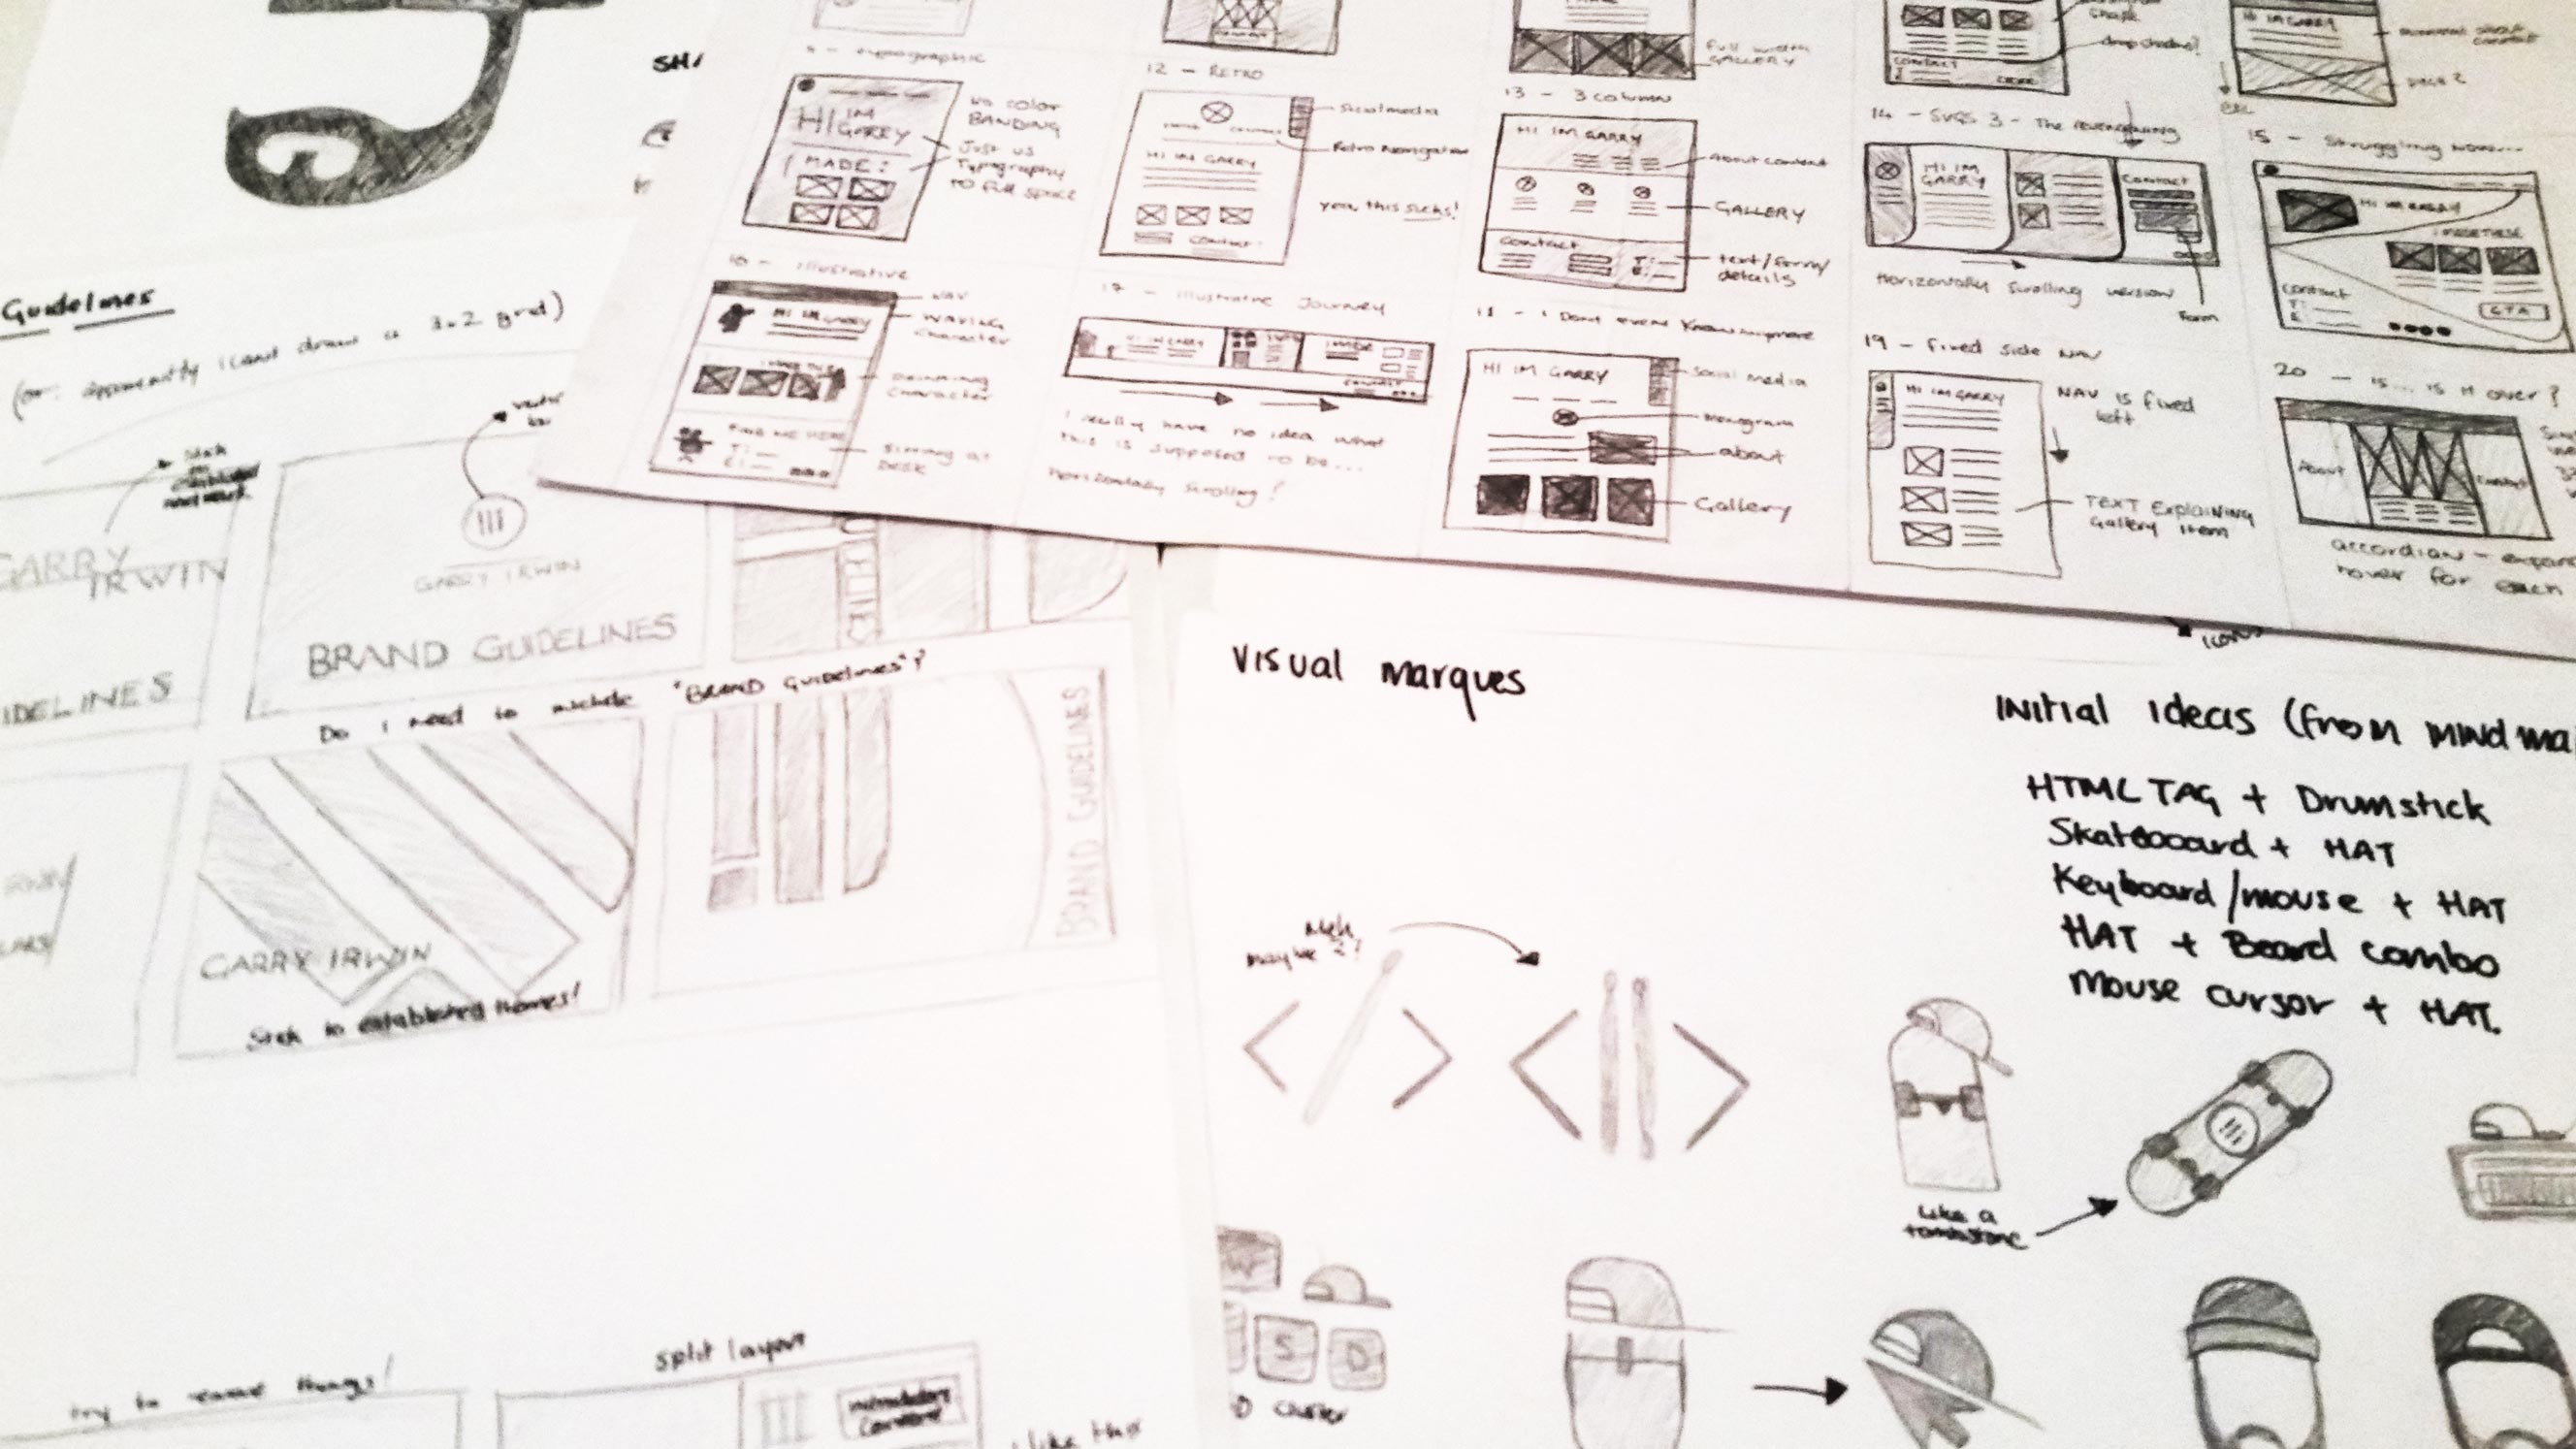 9 - Typographic
HI IM
GARRY
I MADE:
No color
BANDING
Just us
Typography
to fill space
12 - RETRO
Social media
Retro Navigation
HI IM GARRY
contact
yea, this sucks!
full width
GALLERY
13 - 3 column
HI IM GARRY
About content
GALLERY
contact
text/form/
details
contact
drop shadow?
14 - SVGS 3 - The
HI IM
GARRY
contact
Horizontally scrolling version
form
HI IM GARRY
15 - Struggling now...
HI IM GARRY
I MADE THESE
contact
T:
E:
CTA
16 - Illustrative
HI IM GARRY
NAV
WAVING
character
character
FIND ME HERE
T:
E:
Sitting at
DESK
17 - Illustrative Journey
I really have no idea what
this is supposed to be...
Horizontally scrolling?
18 - I Dont even know anymore
HI IM GARRY
social media
Monogram
about
Gallery
19 - fixed side NAV
HI IM GARRY
NAV is fixed
left
TEXT Explaining
Gallery item
20 - is... is it over?
About
accordian - expand
hover for each
Guidelines
(or: apparently i cant draw a 3x2 grid)
Stick
to
established
GARRY
IRWIN
IDELINES
GARRY IRWIN
BRAND GUIDELINES
Do I need to include "BRAND Guidelines"?
GARRY IRWIN
Stick to established themes!
BRAND GUIDELINES
try to things!
split layout
introductory
content
i like this
Visual marques
Meh
maybe 2?
Initial ideas (from mind ma
HTML TAG + Drumstick
Skateboard + HAT
Keyboard/mouse + HAT
HAT + Beard combo
Mouse cursor + HAT.
Like a
tombstone
icons
W
S D
D cluster